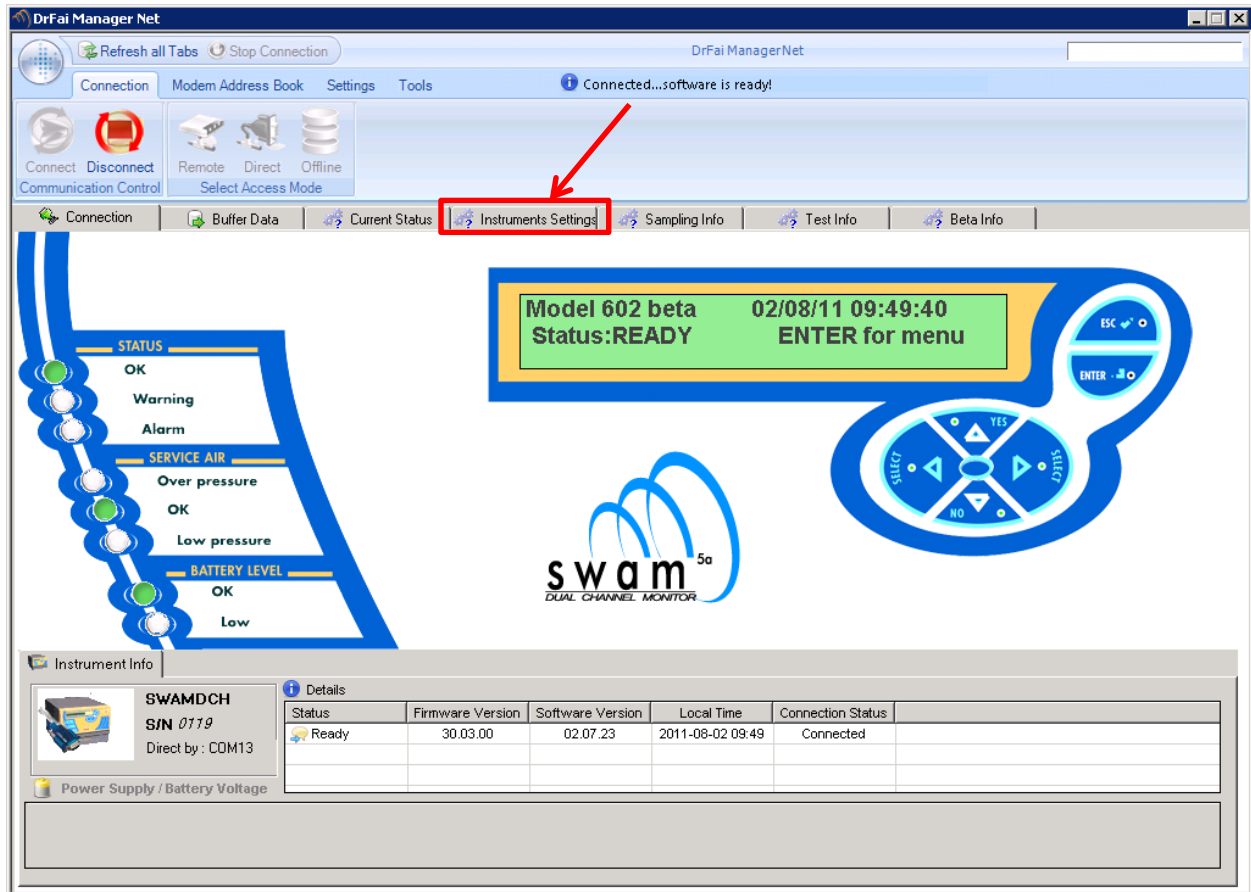 DrFai Manager Net
Refresh all Tabs Stop Connection DrFai ManagerNet
Connection Modem Address Book Settings Tools Connected...software is ready!
Connect Disconnect Remote Direct Offline
Communication Control Select Access Mode
Connection Buffer Data Current Status Instruments Settings Sampling Info Test Info Beta Info
Model 602 beta 02/08/11 09:49:40
Status:READY ENTER for menu
ESC
ENTER
YES
SELECT
SELECT
NO
STATUS
OK
Warning
Alarm
SERVICE AIR
Over pressure
OK
Low pressure
BATTERY LEVEL
OK
Low
swam 5a
DUAL CHANNEL MONITOR
Instrument Info
SWAMDCH
S/N 0119
Direct by : COM13
Power Supply / Battery Voltage
Details
Status Firmware Version Software Version Local Time Connection Status
Ready 30.03.00 02.07.23 2011-08-02 09:49 Connected